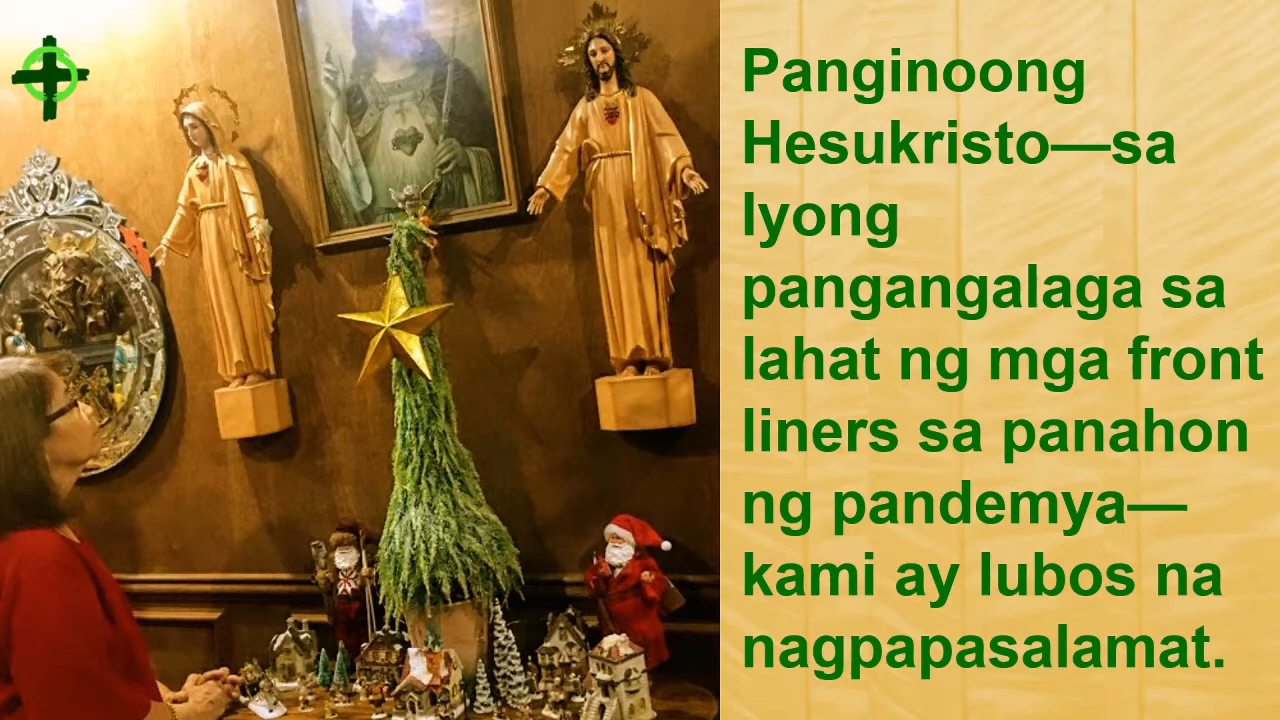 Panginoong
Hesukristo—sa
Iyong
pangangalaga sa
lahat ng mga front
liners sa panahon
ng pandemya—
kami ay lubos na
nagpapasalamat.